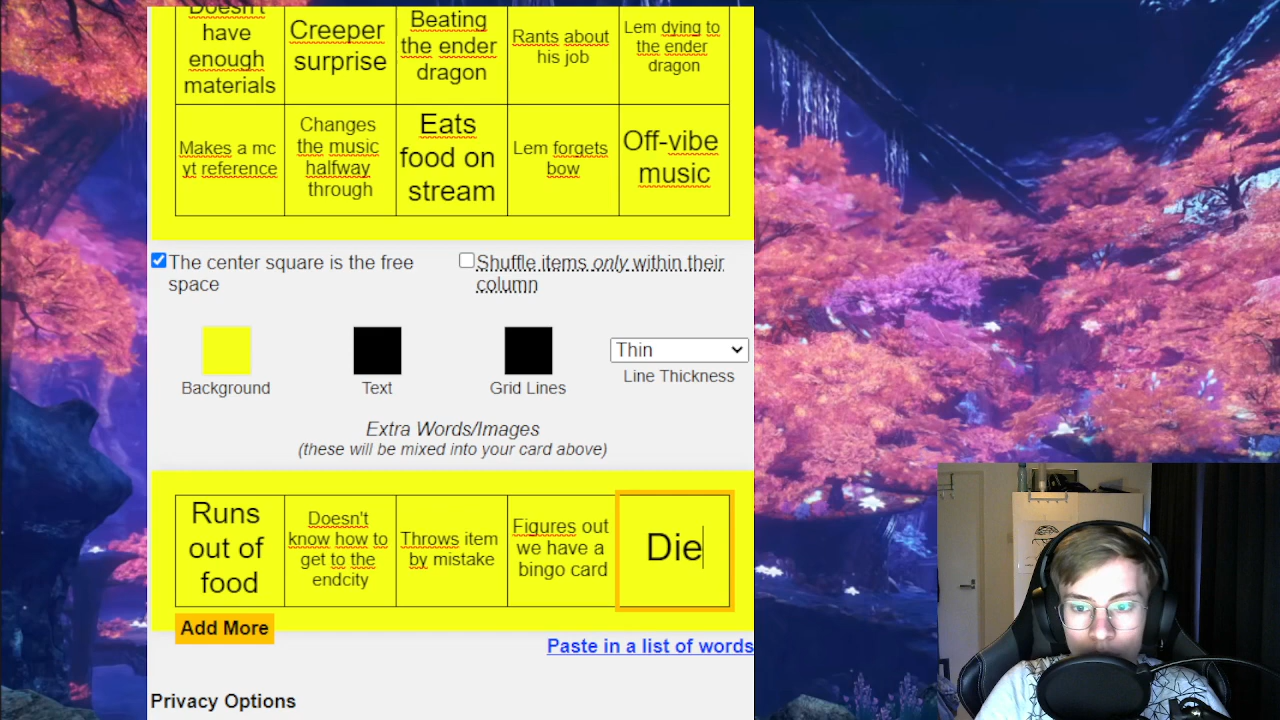 Doesn't
have
enough
materials
Creeper
surprise
Beating
the ender
dragon
Rants about
his job
Lem dying to
the ender
dragon
Makes a mc
yt reference
Changes
the music
halfway
through
Eats
food on
stream
Lem forgets
bow
Off-vibe
music
The center square is the free
space
Shuffle items only within their
column
Background
Text
Grid Lines
Thin
Line Thickness
Extra Words/Images
(these will be mixed into your card above)
Runs
out of
food
Doesn't
know how to
get to the
endcity
Throws item
by mistake
Figures out
we have a
bingo card
Die
Add More
Paste in a list of words
Privacy Options